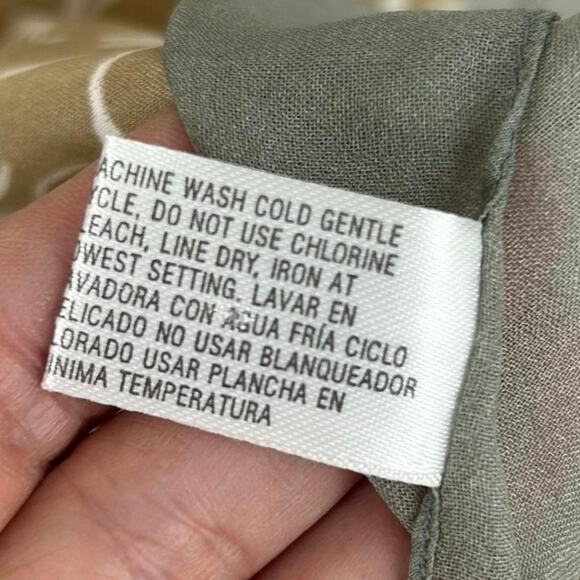 ACHINE WASH COLD GENTLE
YCLE, DO NOT USE CHLORINE
LEACH, LINE DRY, IRON AT
OWEST SETTING. LAVAR EN
AVADORA CON AGUA FRÍA CICLO
ELICADO NO USAR BLANQUEADOR
LORADO USAR PLANCHA EN
INIMA TEMPERATURA